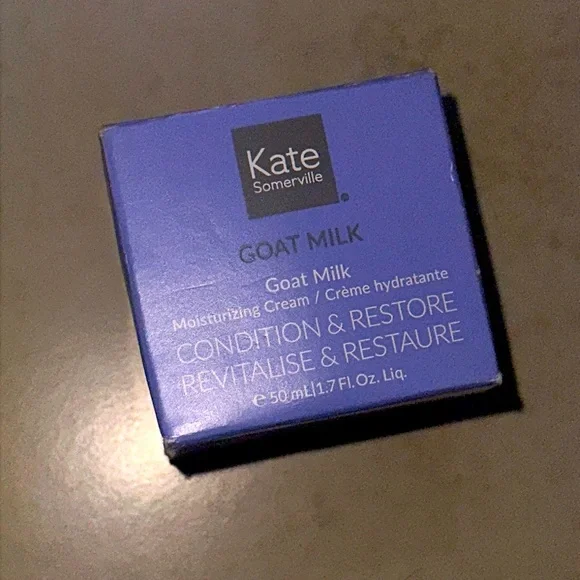 Kate
Somerville
GOAT MILK
Goat Milk
Moisturizing Cream / Crème hydratante
CONDITION & RESTORE
REVITALISE & RESTAURE
℮ 50 mL|1.7 Fl. Oz. Liq.